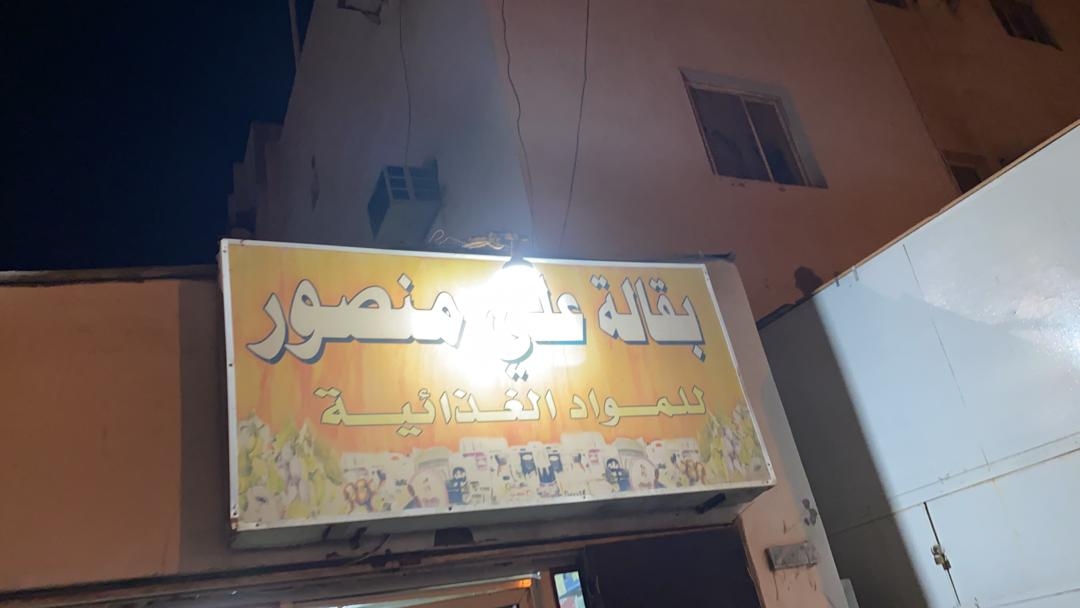 بقالة علي منصور
للمواد الغذائية